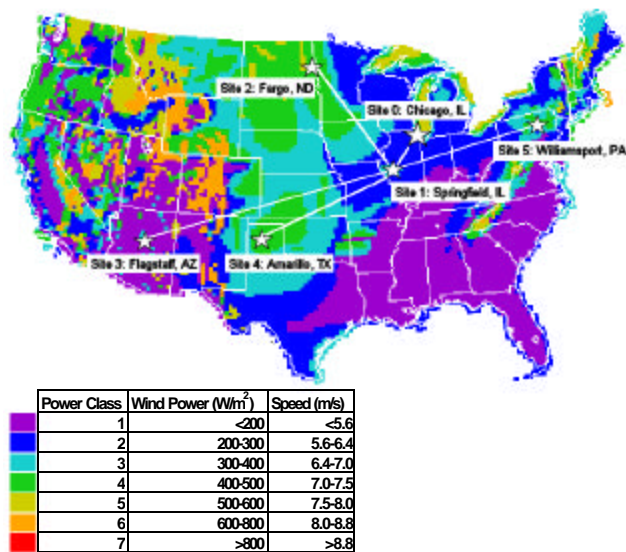 Site 2: Fargo, ND
Site 0: Chicago, IL
Site 5: Williamsport, PA
Site 1: Springfield, IL
Site 3: Flagstaff, AZ
Site 4: Amarillo, TX
Power Class Wind Power (W/m²) Speed (m/s)
1 <200 <5.6
2 200-300 5.6-6.4
3 300-400 6.4-7.0
4 400-500 7.0-7.5
5 500-600 7.5-8.0
6 600-800 8.0-8.8
7 >800 >8.8